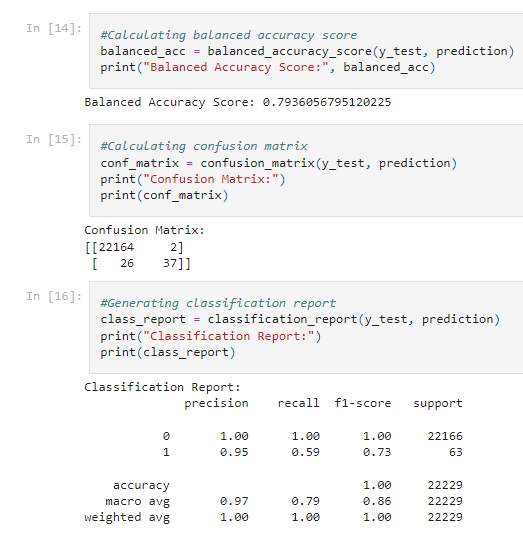 In [14]:
#Calculating balanced accuracy score
balanced_acc = balanced_accuracy_score(y_test, prediction)
print("Balanced Accuracy Score:", balanced_acc)
Balanced Accuracy Score: 0.7936056795120225
In [15]:
#Calculating confusion matrix
conf_matrix = confusion_matrix(y_test, prediction)
print("Confusion Matrix:")
print(conf_matrix)
Confusion Matrix:
[[22164     2]
 [   26    37]]
In [16]:
#Generating classification report
class_report = classification_report(y_test, prediction)
print("Classification Report:")
print(class_report)
Classification Report:
              precision    recall  f1-score   support
           0       1.00      1.00      1.00     22166
           1       0.95      0.59      0.73        63
    accuracy                           1.00     22229
   macro avg       0.97      0.79      0.86     22229
weighted avg       1.00      1.00      1.00     22229